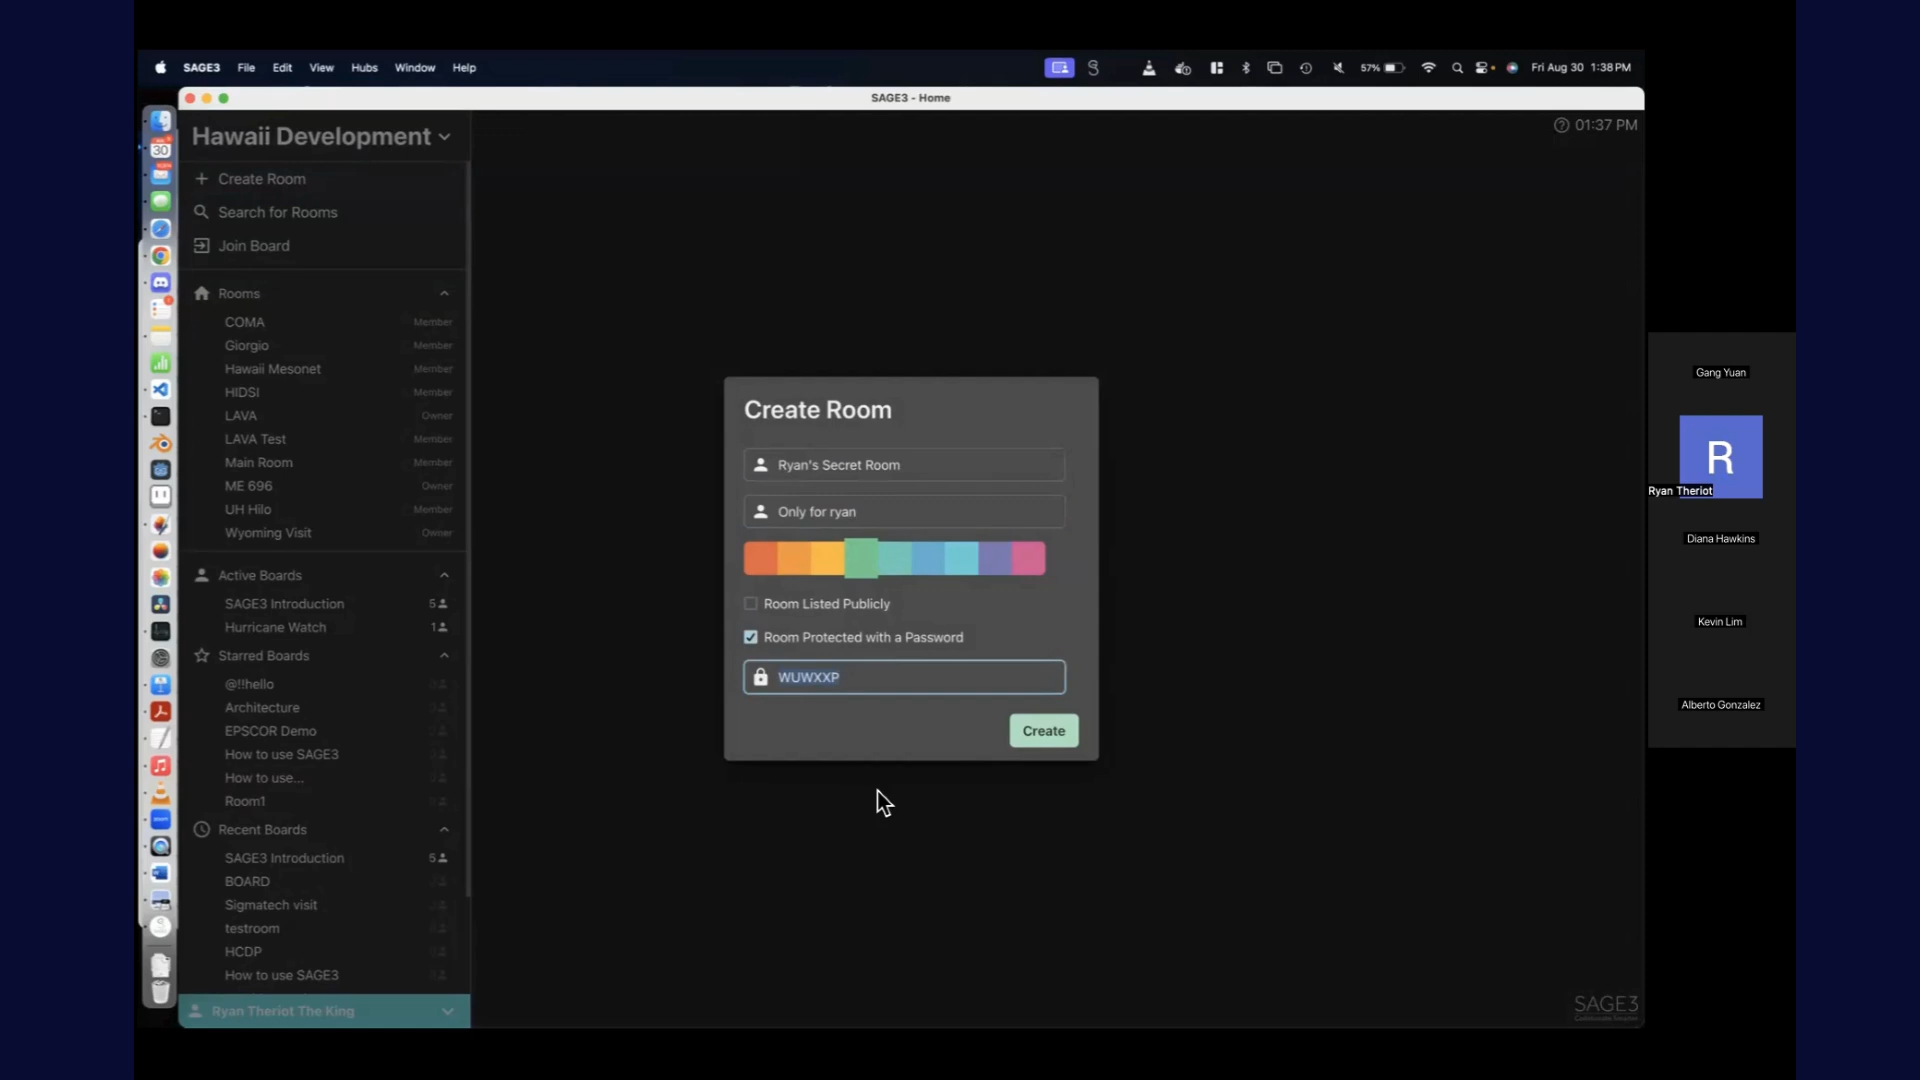 SAGE3 File Edit View Hubs Window Help
57% Fri Aug 30 1:38 PM
SAGE3 - Home
Hawaii Development
01:37 PM
Create Room
Search for Rooms
Join Board
Rooms
COMA Member
Giorgio Member
Hawaii Mesonet Member
HIDSI Member
LAVA Owner
LAVA Test Member
Main Room Member
ME 696 Owner
UH Hilo Member
Wyoming Visit Owner
Active Boards
SAGE3 Introduction 5
Hurricane Watch 1
Starred Boards
@!!hello
Architecture
EPSCOR Demo
How to use SAGE3
How to use...
Room1
Recent Boards
SAGE3 Introduction 5
BOARD
Sigmatech visit
testroom
HCDP
How to use SAGE3
Ryan Theriot The King
Create Room
Ryan's Secret Room
Only for ryan
Room Listed Publicly
Room Protected with a Password
WUWXXP
Create
SAGE3
Gang Yuan
R
Ryan Theriot
Diana Hawkins
Kevin Lim
Alberto Gonzalez
30